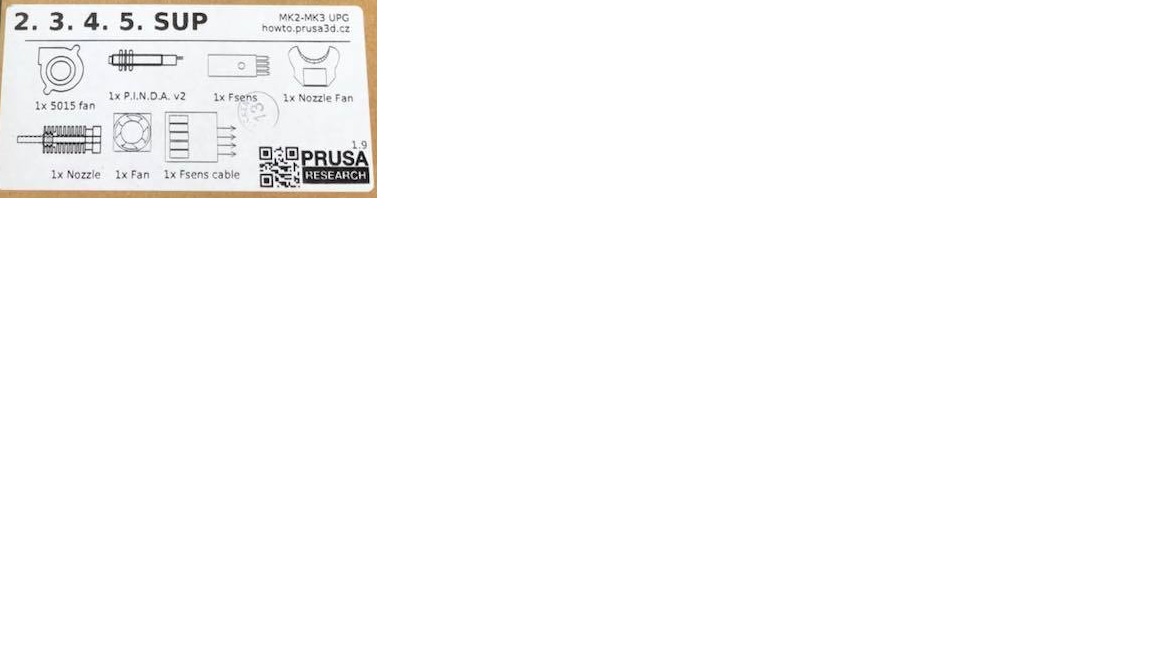 2. 3. 4. 5. SUP
MK2-MK3 UPG
howto.prusa3d.cz
1x 5015 fan
1x P.I.N.D.A. v2
1x Fsens
1x Nozzle Fan
13
1x Nozzle
1x Fan
1x Fsens cable
1.9
PRUSA
RESEARCH